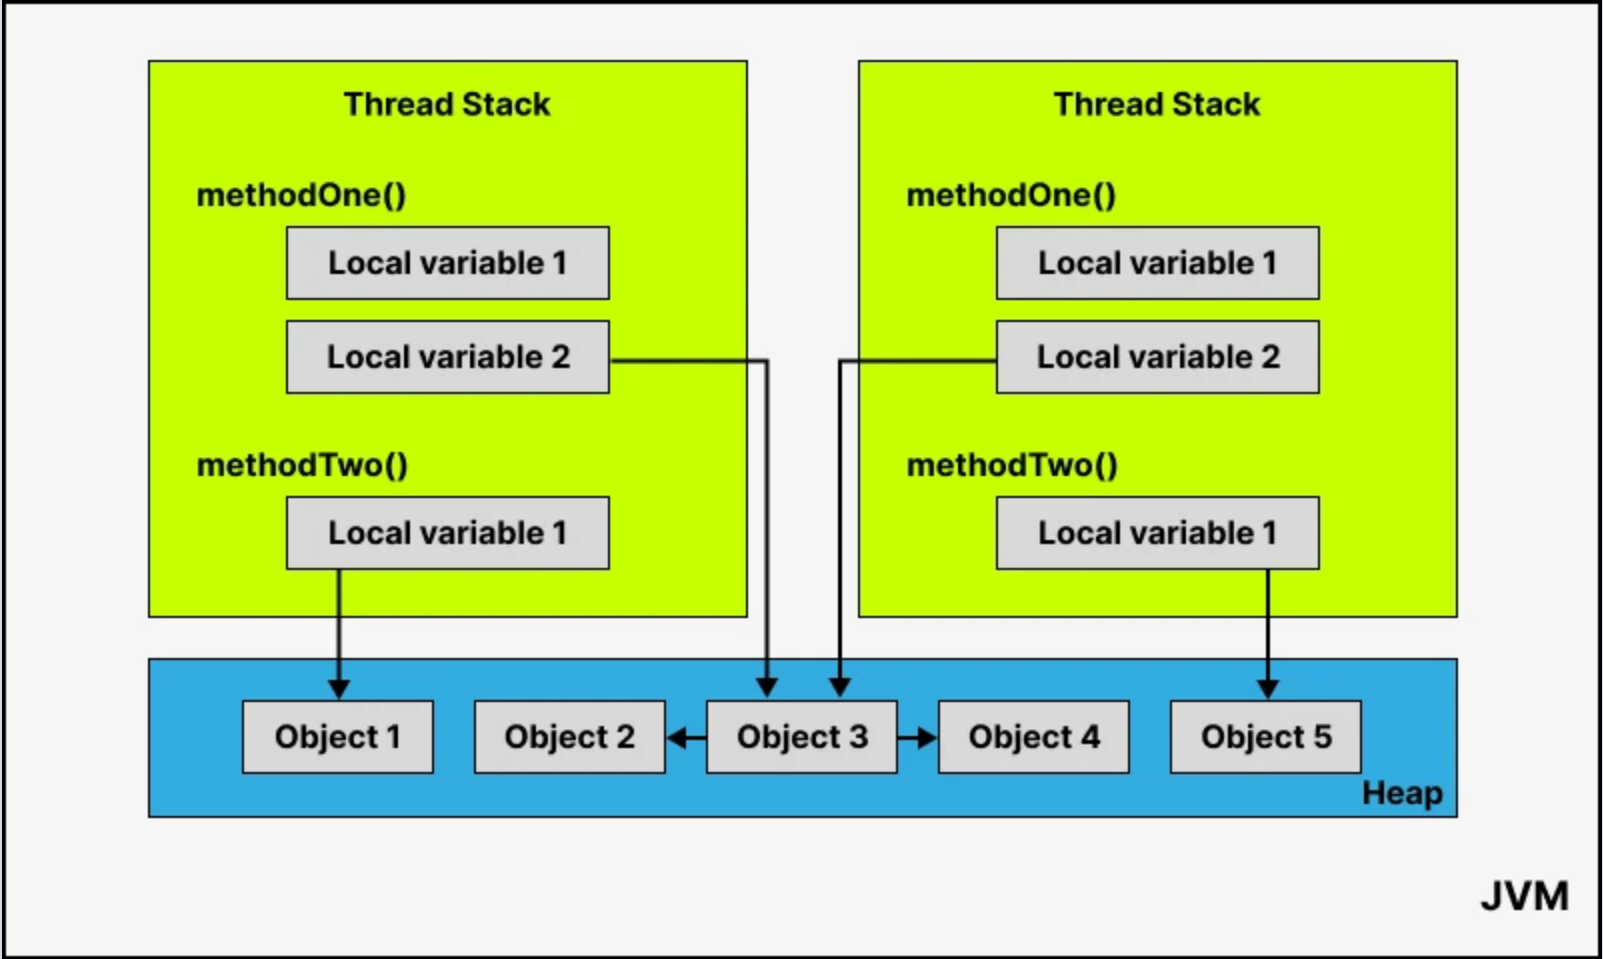 Thread Stack
methodOne()
Local variable 1
Local variable 2
methodTwo()
Local variable 1
Thread Stack
methodOne()
Local variable 1
Local variable 2
methodTwo()
Local variable 1
Object 1
Object 2
Object 3
Object 4
Object 5
Heap
JVM